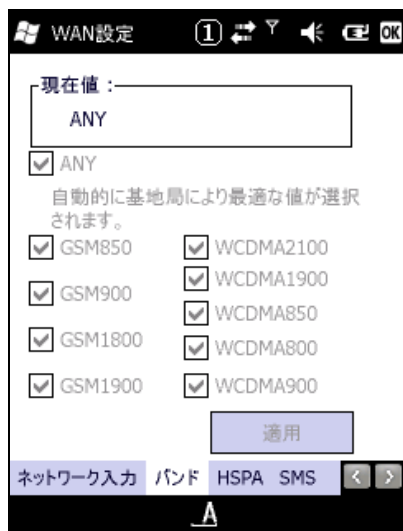 WAN設定 1 OK
現在値：
ANY
ANY
自動的に基地局により最適な値が選択
されます。
GSM850 WCDMA2100
WCDMA1900
GSM900
WCDMA850
GSM1800 WCDMA800
GSM1900 WCDMA900
適用
ネットワーク入力 バンド HSPA SMS
A